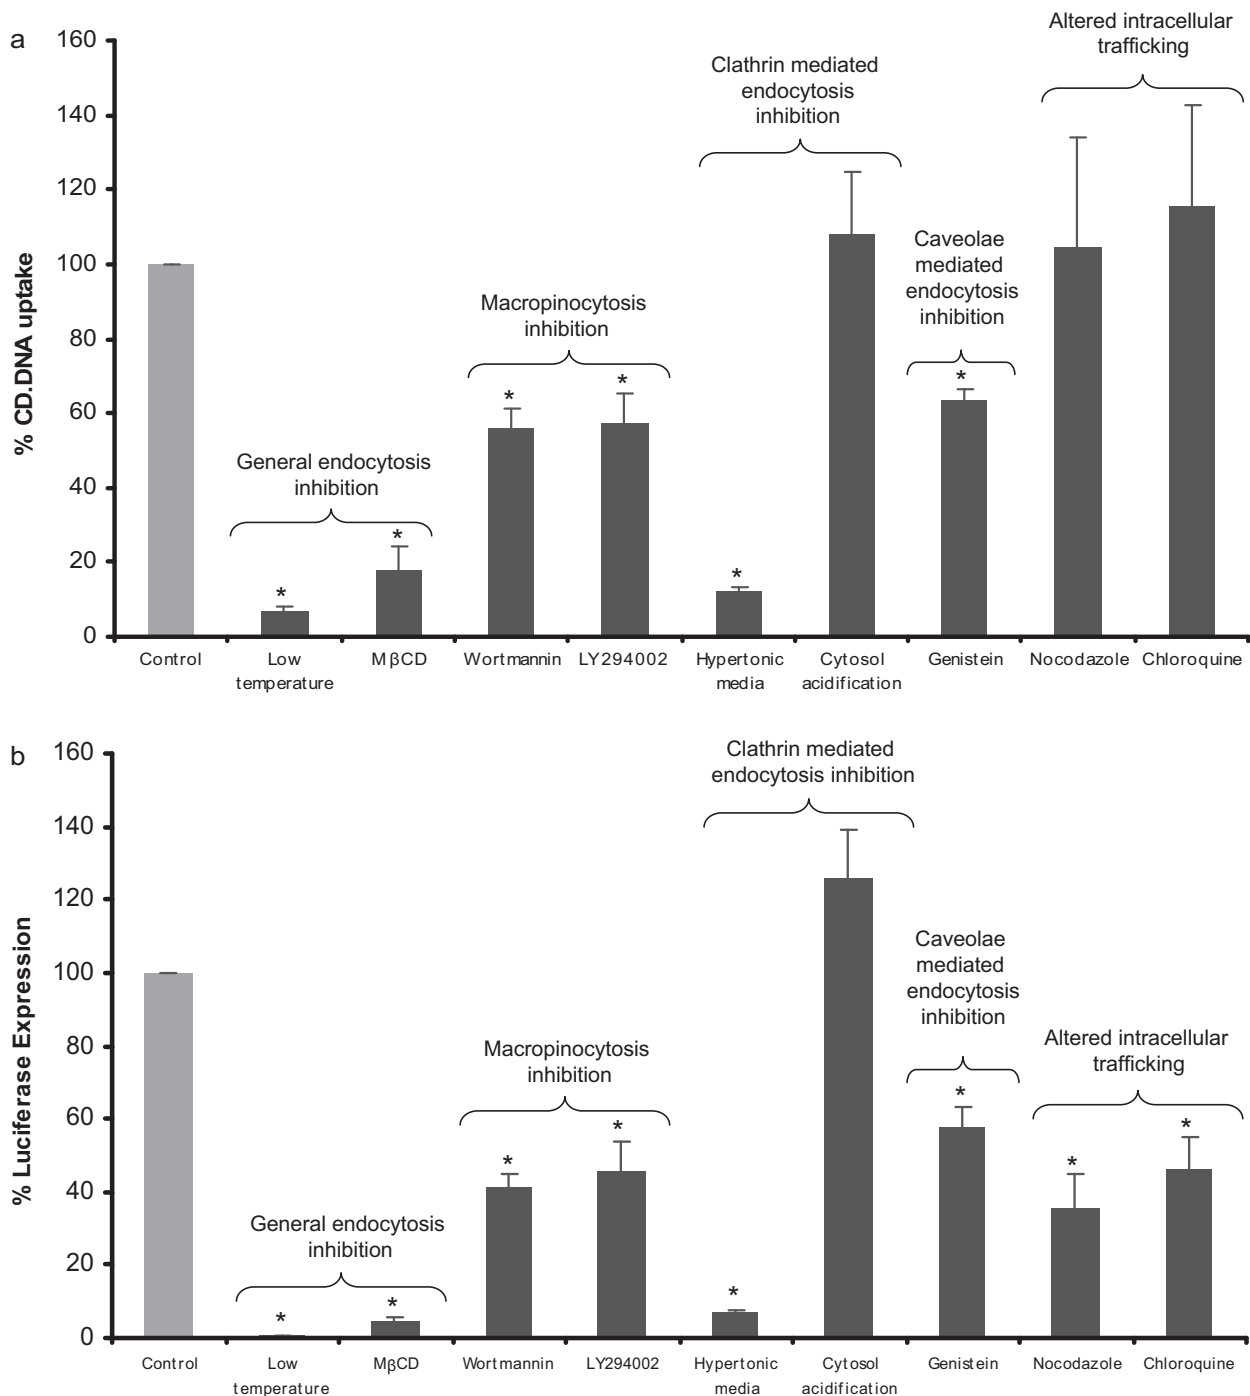 a
160
140
120
100
80
60
40
20
0
% CD.DNA uptake
General endocytosis
inhibition
Macropinocytosis
inhibition
Clathrin mediated
endocytosis
inhibition
Caveolae
mediated
endocytosis
inhibition
Altered intracellular
trafficking
*
*
*
*
*
*
Control
Low
temperature
MβCD
Wortmannin
LY294002
Hypertonic
media
Cytosol
acidification
Genistein
Nocodazole
Chloroquine
b
160
140
120
100
80
60
40
20
0
% Luciferase Expression
General endocytosis
inhibition
Macropinocytosis
inhibition
Clathrin mediated
endocytosis inhibition
Caveolae
mediated
endocytosis
inhibition
Altered intracellular
trafficking
*
*
*
*
*
*
*
*
Control
Low
temperature
MβCD
Wortmannin
LY294002
Hypertonic
media
Cytosol
acidification
Genistein
Nocodazole
Chloroquine